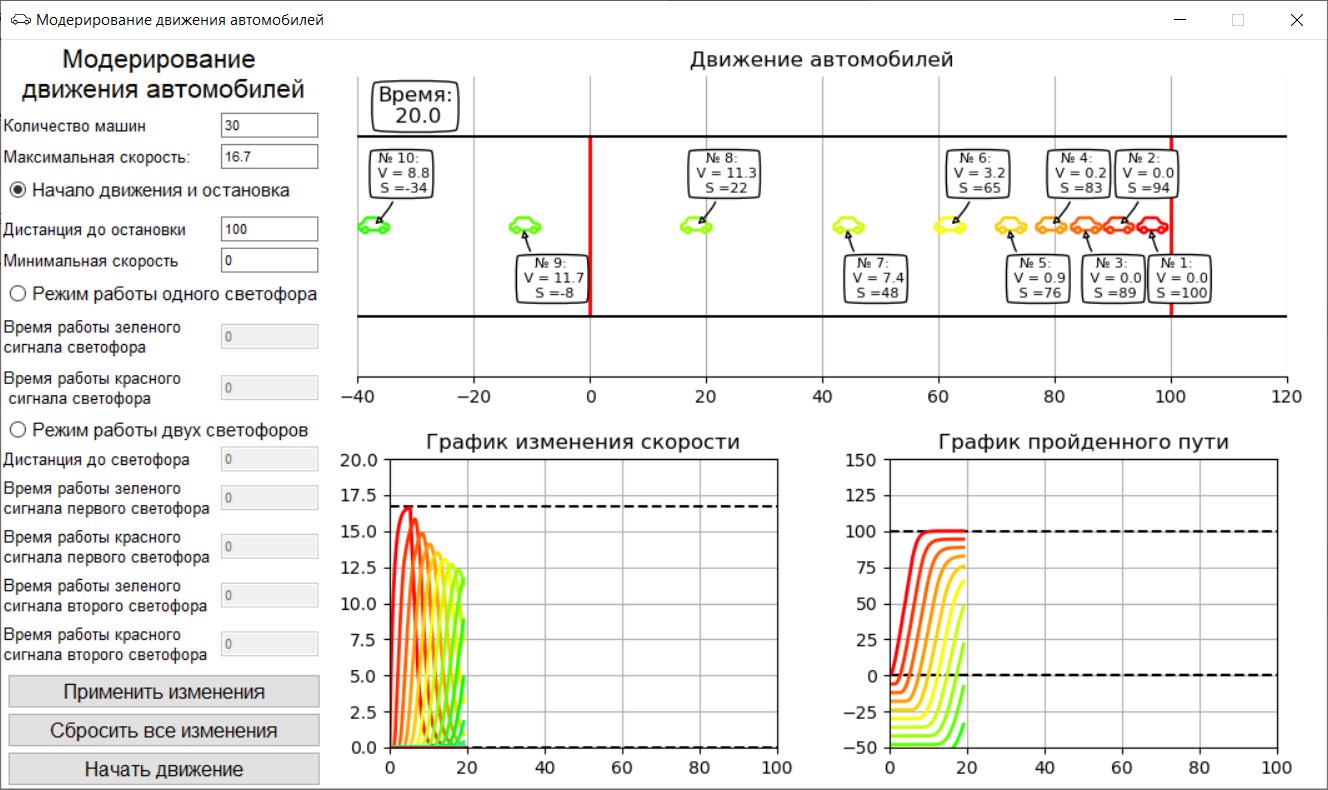 Модерирование движения автомобилей
Модерирование
движения автомобилей
Количество машин
30
Максимальная скорость:
16.7
Начало движения и остановка
Дистанция до остановки
100
Минимальная скорость
0
Режим работы одного светофора
Время работы зеленого
сигнала светофора
0
Время работы красного
сигнала светофора
0
Режим работы двух светофоров
Дистанция до светофора
0
Время работы зеленого
сигнала первого светофора
0
Время работы красного
сигнала первого светофора
0
Время работы зеленого
сигнала второго светофора
0
Время работы красного
сигнала второго светофора
0
Применить изменения
Сбросить все изменения
Начать движение
Движение автомобилей
Время:
20.0
№ 10:
V = 8.8
S =-34
№ 8:
V = 11.3
S =22
№ 6:
V = 3.2
S =65
№ 4:
V = 0.2
S =83
№ 2:
V = 0.0
S =94
№ 9:
V = 11.7
S =-8
№ 7:
V = 7.4
S =48
№ 5:
V = 0.9
S =76
№ 3:
V = 0.0
S =89
№ 1:
V = 0.0
S =100
−40 −20 0 20 40 60 80 100 120
График изменения скорости
20.0
17.5
15.0
12.5
10.0
7.5
5.0
2.5
0.0
0 20 40 60 80 100
График пройденного пути
150
125
100
75
50
25
0
−25
−50
0 20 40 60 80 100